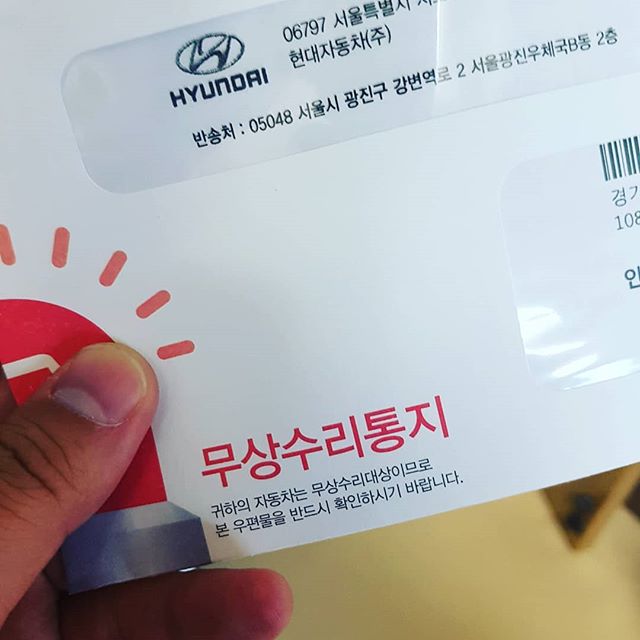 HYUNDAI
06797 서울특별시
현대자동차(주)
반송처 : 05048 서울시 광진구 강변역로 2 서울광진우체국B동 2층
경기
108
인
무상수리통지
귀하의 자동차는 무상수리대상이므로
본 우편물을 반드시 확인하시기 바랍니다.